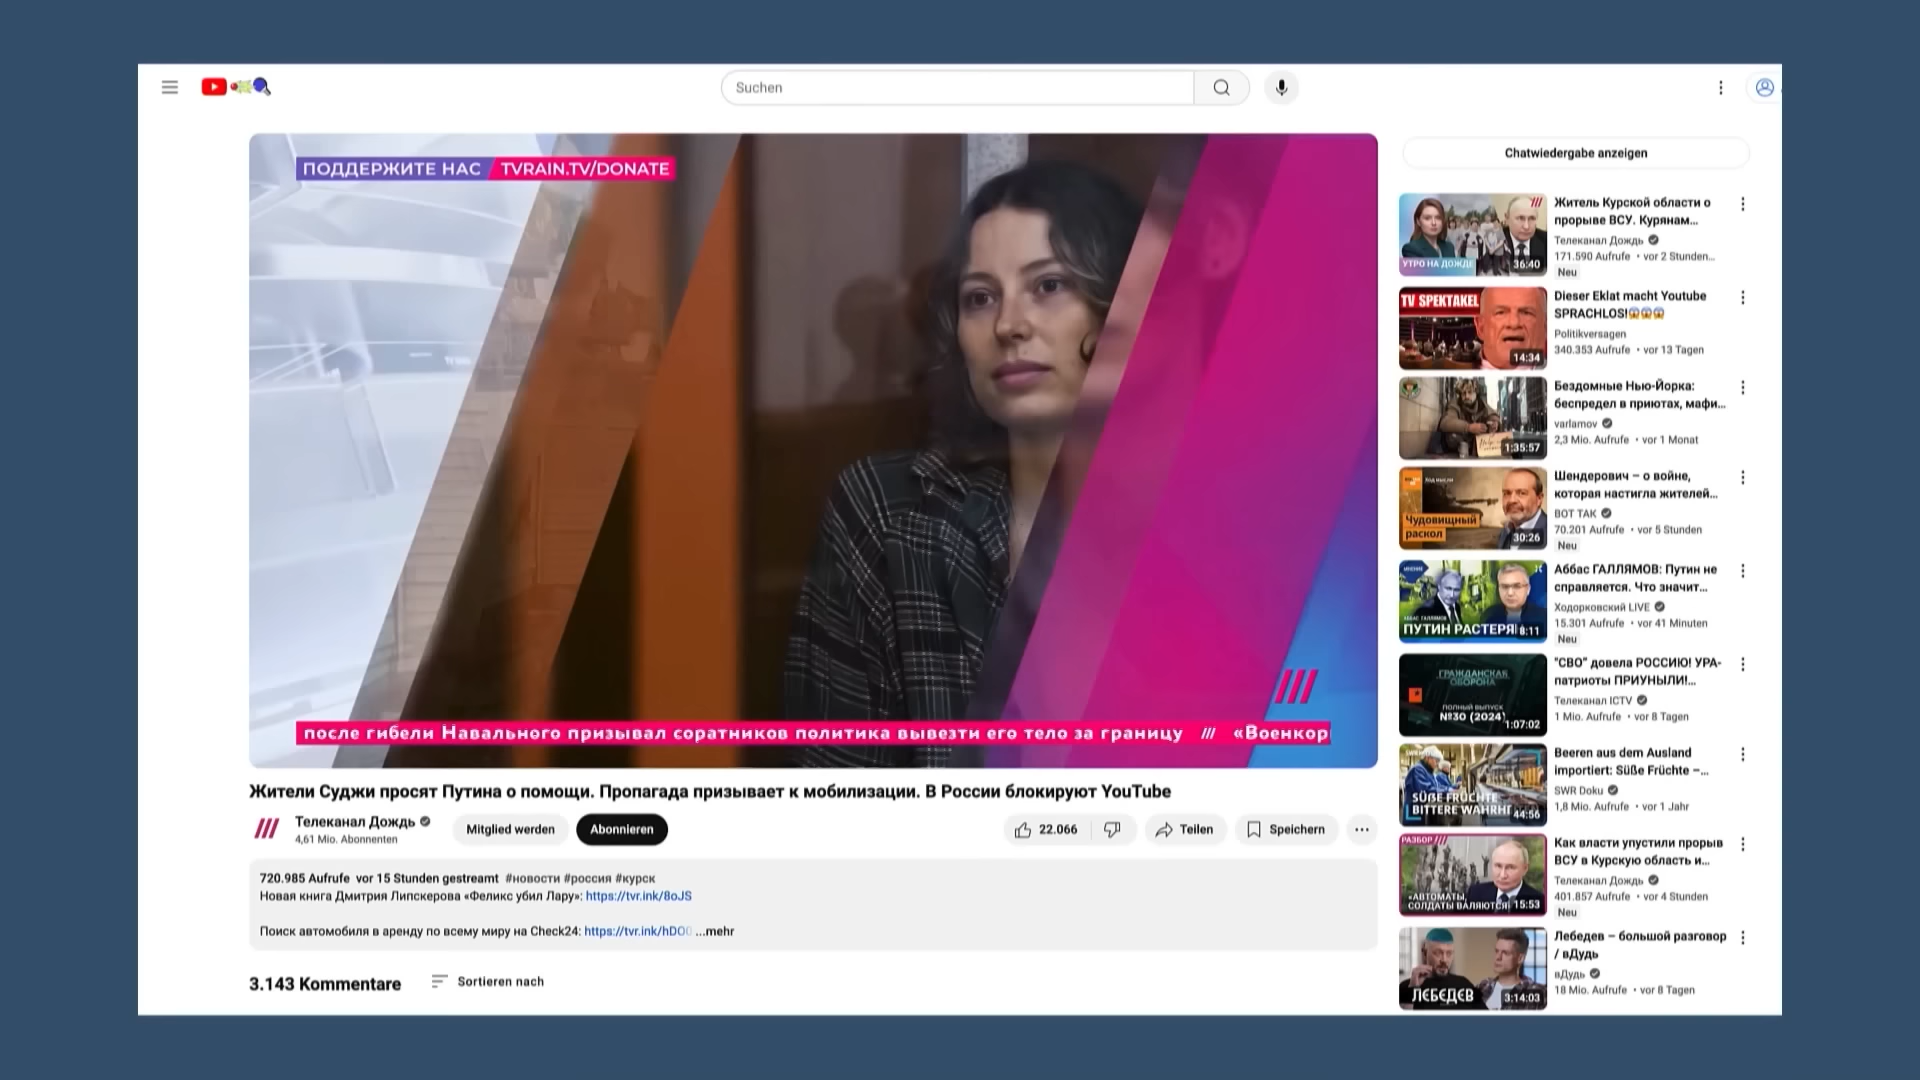 Suchen
ПОДДЕРЖИТЕ НАС TVRAIN.TV/DONATE
после гибели Навального призывал соратников политика вывезти его тело за границу /// «Военкор
Жители Суджи просят Путина о помощи. Пропагада призывает к мобилизации. В России блокируют YouTube
Телеканал Дождь
4,61 Mio. Abonnenten
Mitglied werden
Abonnieren
22.066
Teilen
Speichern
720.985 Aufrufe vor 15 Stunden gestreamt #новости #россия #курск
Новая книга Дмитрия Липскерова «Феликс убил Лару»: https://tvr.ink/8oJS
Поиск автомобиля в аренду по всему миру на Check24: https://tvr.ink/hDO ...mehr
3.143 Kommentare
Sortieren nach
Chatwiedergabe anzeigen
УТРО НА ДОЖДЕ
36:40
Житель Курской области о
прорыве ВСУ. Курянам...
Телеканал Дождь
171.590 Aufrufe • vor 2 Stunden...
Neu
TV SPEKTAKEL
14:34
Dieser Eklat macht Youtube
SPRACHLOS!😱😱😱
Politikversagen
340.353 Aufrufe • vor 13 Tagen
1:35:57
Бездомные Нью-Йорка:
беспредел в приютах, мафи...
varlamov
2,3 Mio. Aufrufe • vor 1 Monat
Чудовищный
раскол
30:26
Шендерович – о войне,
которая настигла жителей...
ВОТ ТАК
70.201 Aufrufe • vor 5 Stunden
Neu
ПУТИН РАСТЕРЯ
8:11
Аббас ГАЛЛЯМОВ: Путин не
справляется. Что значит...
Ходорковский LIVE
15.301 Aufrufe • vor 41 Minuten
Neu
ГРАЖДАНСКАЯ
ОБОРОНА
ПОЛНЫЙ ВЫПУСК
№30 (2024)
1:07:02
"СВО" довела РОССИЮ! УРА-
патриоты ПРИУНЫЛИ!...
Телеканал ICTV
1 Mio. Aufrufe • vor 8 Tagen
SÜßE FRÜCHTE
BITTERE WAHRH
44:56
Beeren aus dem Ausland
importiert: Süße Früchte –...
SWR Doku
1,8 Mio. Aufrufe • vor 1 Jahr
РАЗБОР ///
«АВТОМАТЫ,
СОЛДАТЫ ВАЛЯЮТСЯ
15:53
Как власти упустили прорыв
ВСУ в Курскую область и...
Телеканал Дождь
401.857 Aufrufe • vor 4 Stunden
Neu
ЛЕБЕДЕВ
3:14:03
Лебедев – большой разговор
/ вДудь
вДудь
18 Mio. Aufrufe • vor 8 Tagen